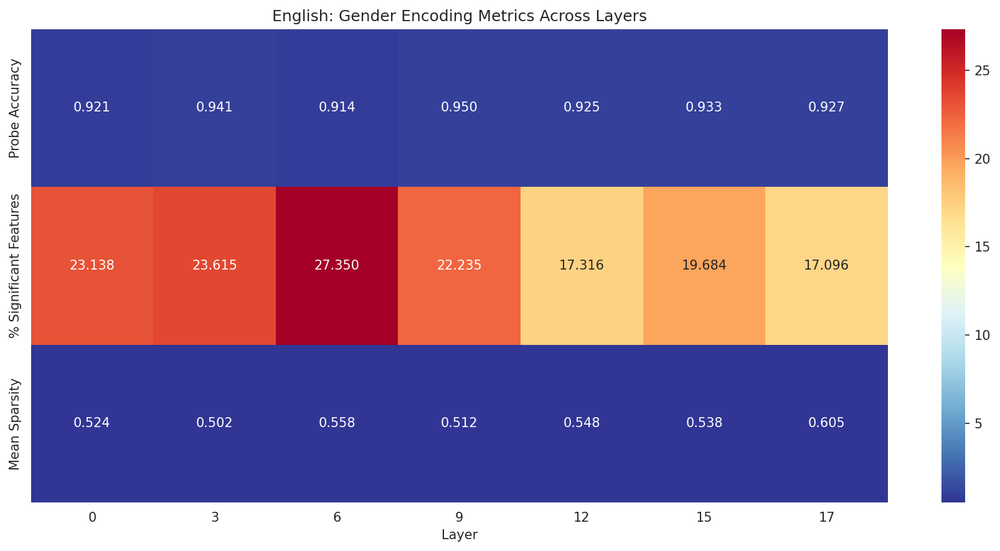 English: Gender Encoding Metrics Across Layers
Probe Accuracy
0.921 0.941 0.914 0.950 0.925 0.933 0.927
% Significant Features
23.138 23.615 27.350 22.235 17.316 19.684 17.096
Mean Sparsity
0.524 0.502 0.558 0.512 0.548 0.538 0.605
0 3 6 9 12 15 17
Layer
25
20
15
10
5